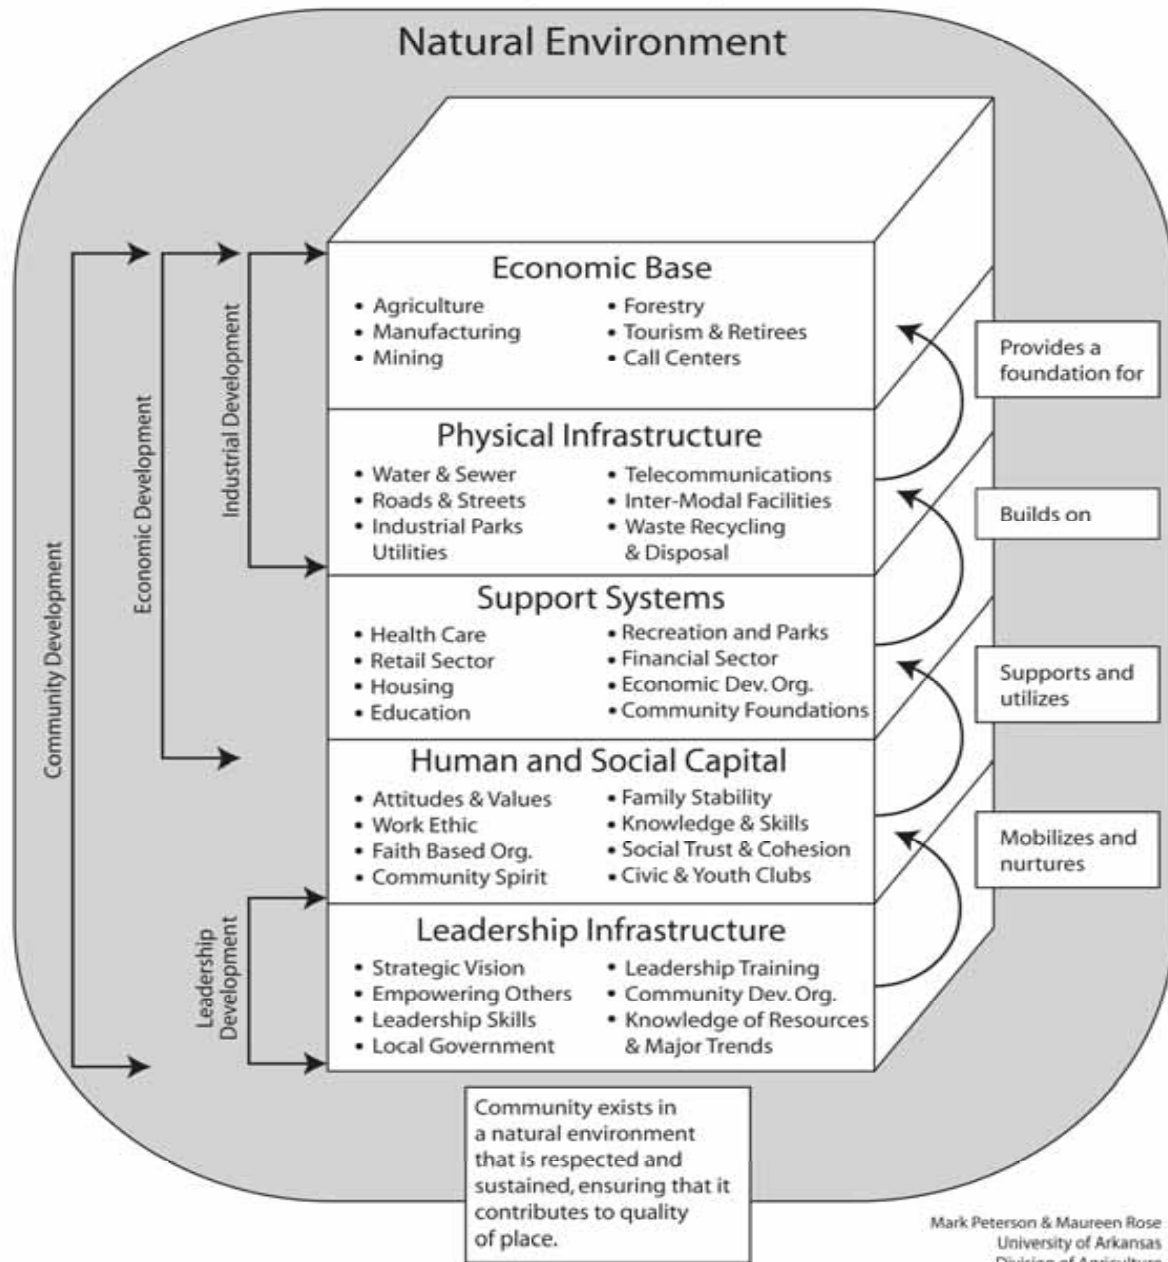 Natural Environment
Economic Base
• Agriculture
• Manufacturing
• Mining
• Forestry
• Tourism & Retirees
• Call Centers
Physical Infrastructure
• Water & Sewer
• Roads & Streets
• Industrial Parks
Utilities
• Telecommunications
• Inter-Modal Facilities
• Waste Recycling
& Disposal
Support Systems
• Health Care
• Retail Sector
• Housing
• Education
• Recreation and Parks
• Financial Sector
• Economic Dev. Org.
• Community Foundations
Human and Social Capital
• Attitudes & Values
• Work Ethic
• Faith Based Org.
• Community Spirit
• Family Stability
• Knowledge & Skills
• Social Trust & Cohesion
• Civic & Youth Clubs
Leadership Infrastructure
• Strategic Vision
• Empowering Others
• Leadership Skills
• Local Government
• Leadership Training
• Community Dev. Org.
• Knowledge of Resources
& Major Trends
Community Development
Economic Development
Industrial Development
Leadership
Development
Provides a
foundation for
Builds on
Supports and
utilizes
Mobilizes and
nurtures
Community exists in
a natural environment
that is respected and
sustained, ensuring that it
contributes to quality
of place.
Mark Peterson & Maureen Rose
University of Arkansas
Division of Agriculture